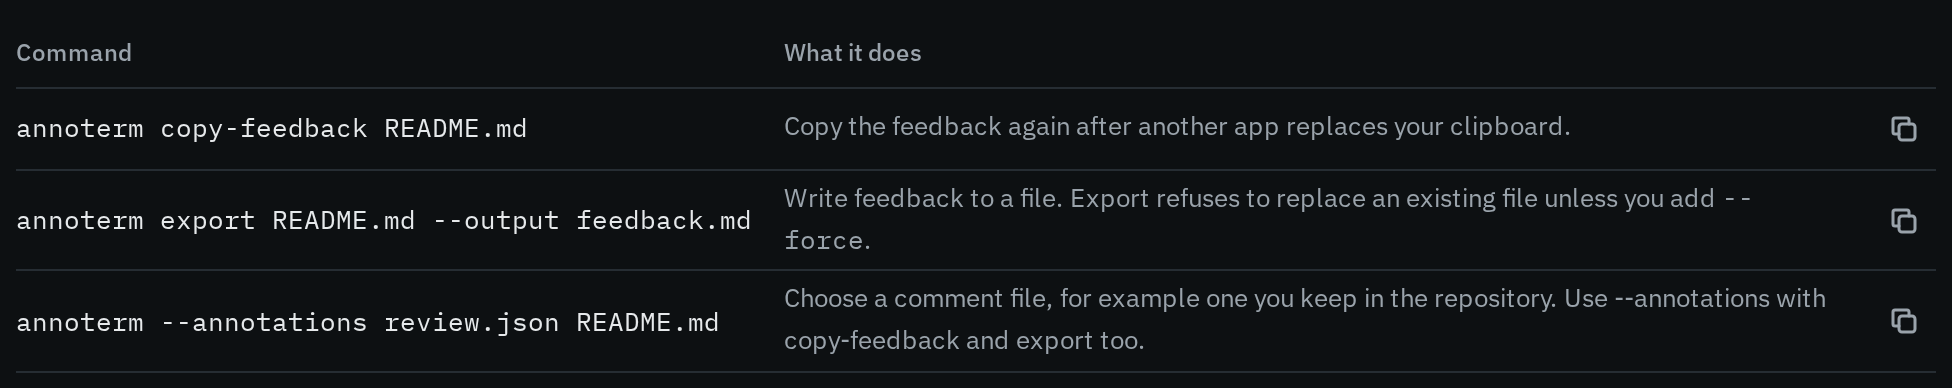 Command What it does
annoterm copy-feedback README.md Copy the feedback again after another app replaces your clipboard.
annoterm export README.md --output feedback.md Write feedback to a file. Export refuses to replace an existing file unless you add --
force.
annoterm --annotations review.json README.md Choose a comment file, for example one you keep in the repository. Use --annotations with
copy-feedback and export too.